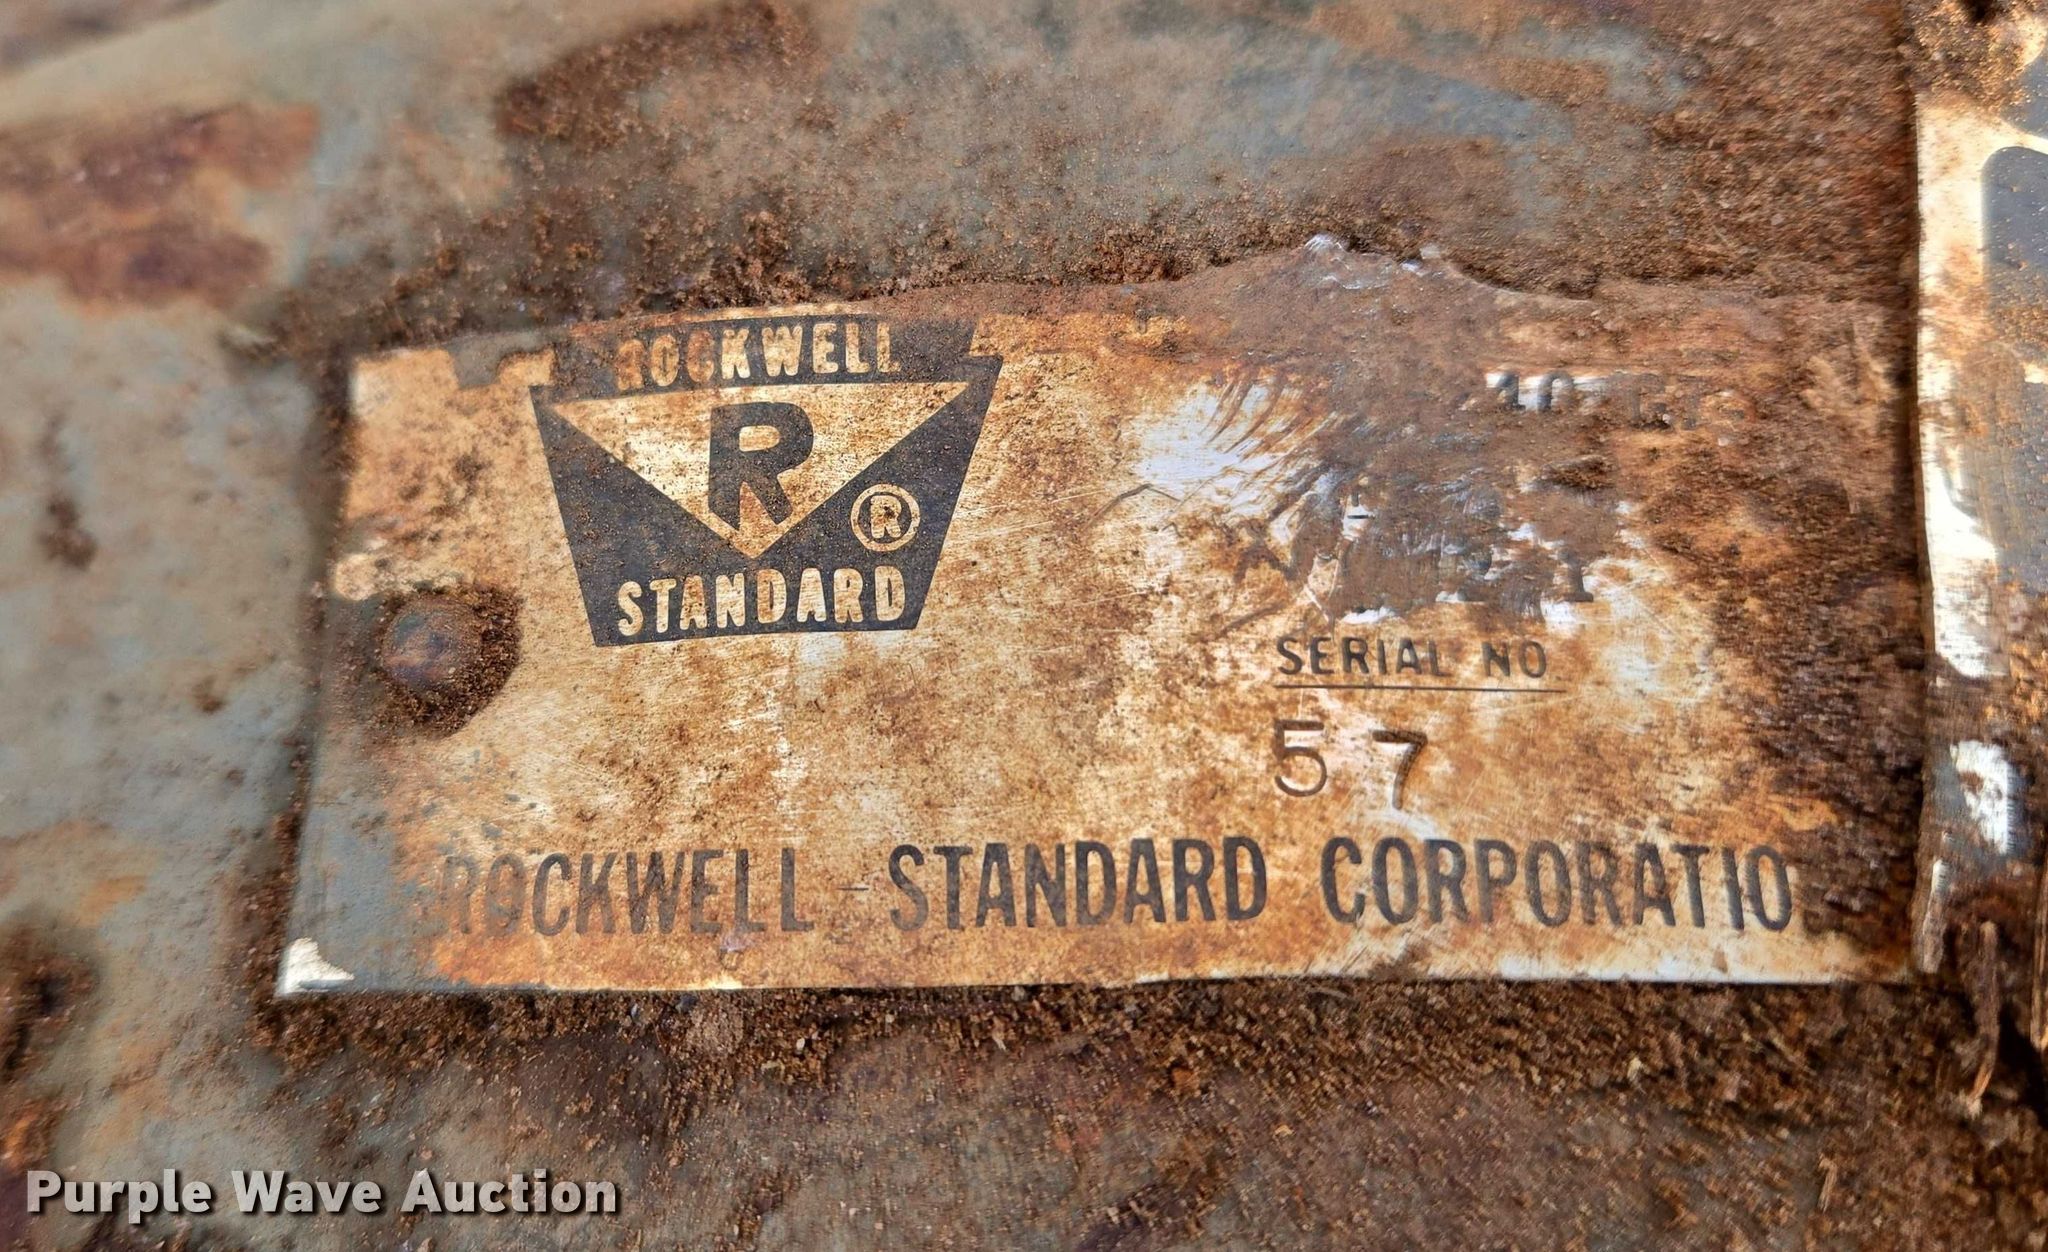 ROCKWELL
R
®
STANDARD
SERIAL NO
57
ROCKWELL-STANDARD CORPORATIO
Purple Wave Auction